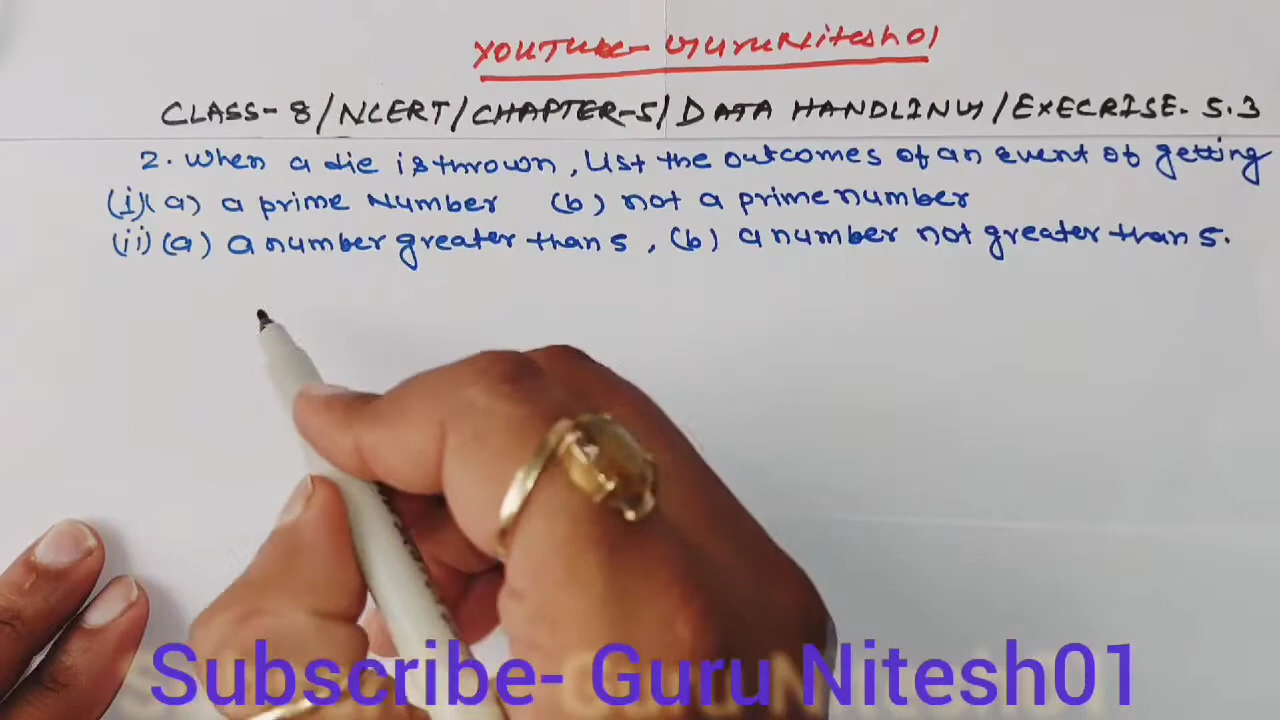 YOUTUBE- GuruNitesh01
CLASS- 8/NCERT/CHAPTER-5/DATA HANDLING/EXECRISE. 5.3
2. When a die is thrown, List the outcomes of an event of getting
(i)(a) a prime Number (b) not a prime number
(ii)(a) a number greater than 5, (b) a number not greater than 5.
Subscribe- Guru Nitesh01